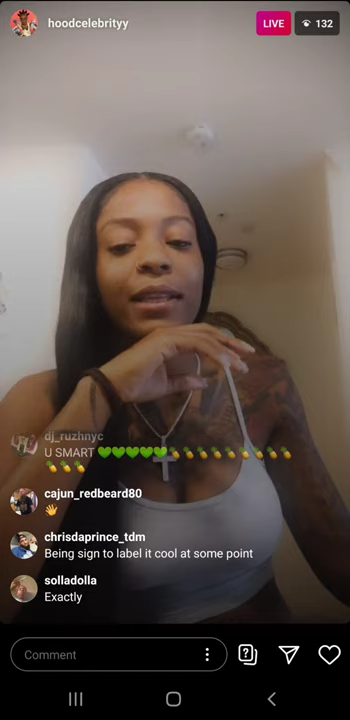 hoodcelebrityy
LIVE
132
dj_ruzhnyc
U SMART 💚💚💚💚💚🍍🍍🍍🍍🍍🍍🍍🍍🍍
🍍🍍🍍
cajun_redbeard80
👋
chrisdaprince_tdm
Being sign to label it cool at some point
solladolla
Exactly
Comment